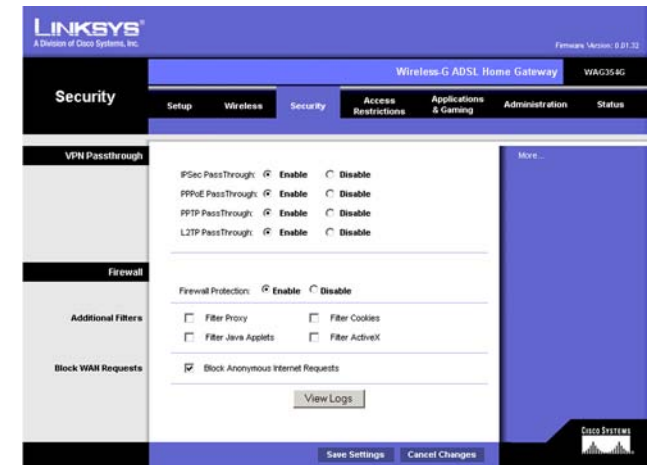 LINKSYS®
A Division of Cisco Systems, Inc.
Firmware Version: 0.01.32
Wireless-G ADSL Home Gateway WAG354G
Security
Setup Wireless Security Access Restrictions Applications & Gaming Administration Status
VPN Passthrough
More...
IPSec PassThrough: Enable Disable
PPPoE PassThrough: Enable Disable
PPTP PassThrough: Enable Disable
L2TP PassThrough: Enable Disable
Firewall
Firewall Protection: Enable Disable
Additional Filters
Filter Proxy Filter Cookies
Filter Java Applets Filter ActiveX
Block WAN Requests
Block Anonymous Internet Requests
View Logs
Save Settings Cancel Changes
CISCO SYSTEMS